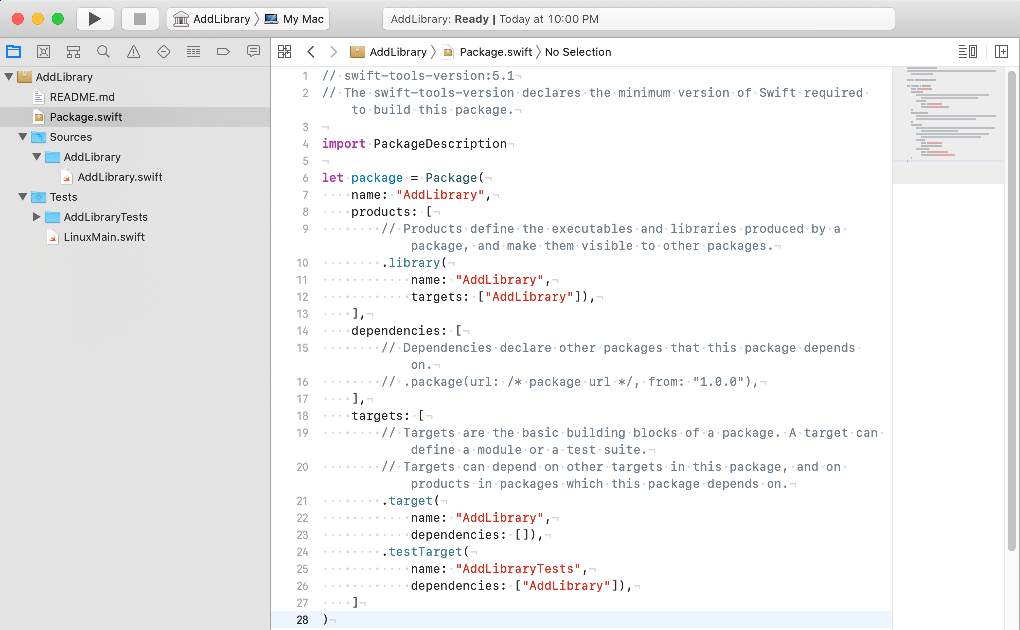 AddLibrary My Mac
AddLibrary: Ready | Today at 10:00 PM
AddLibrary Package.swift No Selection
AddLibrary
README.md
Package.swift
Sources
AddLibrary
AddLibrary.swift
Tests
AddLibraryTests
LinuxMain.swift
1 // swift-tools-version:5.1
2 // The swift-tools-version declares the minimum version of Swift required
to build this package.
3
4 import PackageDescription
5
6 let package = Package(
7 name: "AddLibrary",
8 products: [
9 // Products define the executables and libraries produced by a
package, and make them visible to other packages.
10 .library(
11 name: "AddLibrary",
12 targets: ["AddLibrary"]),
13 ],
14 dependencies: [
15 // Dependencies declare other packages that this package depends
on.
16 // .package(url: /* package url */, from: "1.0.0"),
17 ],
18 targets: [
19 // Targets are the basic building blocks of a package. A target can
define a module or a test suite.
20 // Targets can depend on other targets in this package, and on
products in packages which this package depends on.
21 .target(
22 name: "AddLibrary",
23 dependencies: []),
24 .testTarget(
25 name: "AddLibraryTests",
26 dependencies: ["AddLibrary"]),
27 ]
28 )